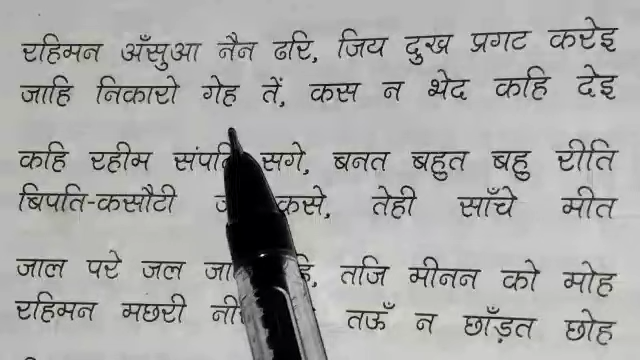 रहिमन अँसुआ नैन ढरि, जिय दुख प्रगट करेइ
जाहि निकारो गेह तें, कस न भेद कहि देइ
कहि रहीम सगे, बनत बहुत बहु रीति
बिपति-कसौटी कसे, तेही साँचे मीत
जाल परे जल तजि मीनन को मोह
रहिमन मछरी तऊँ न छाँड़त छोह